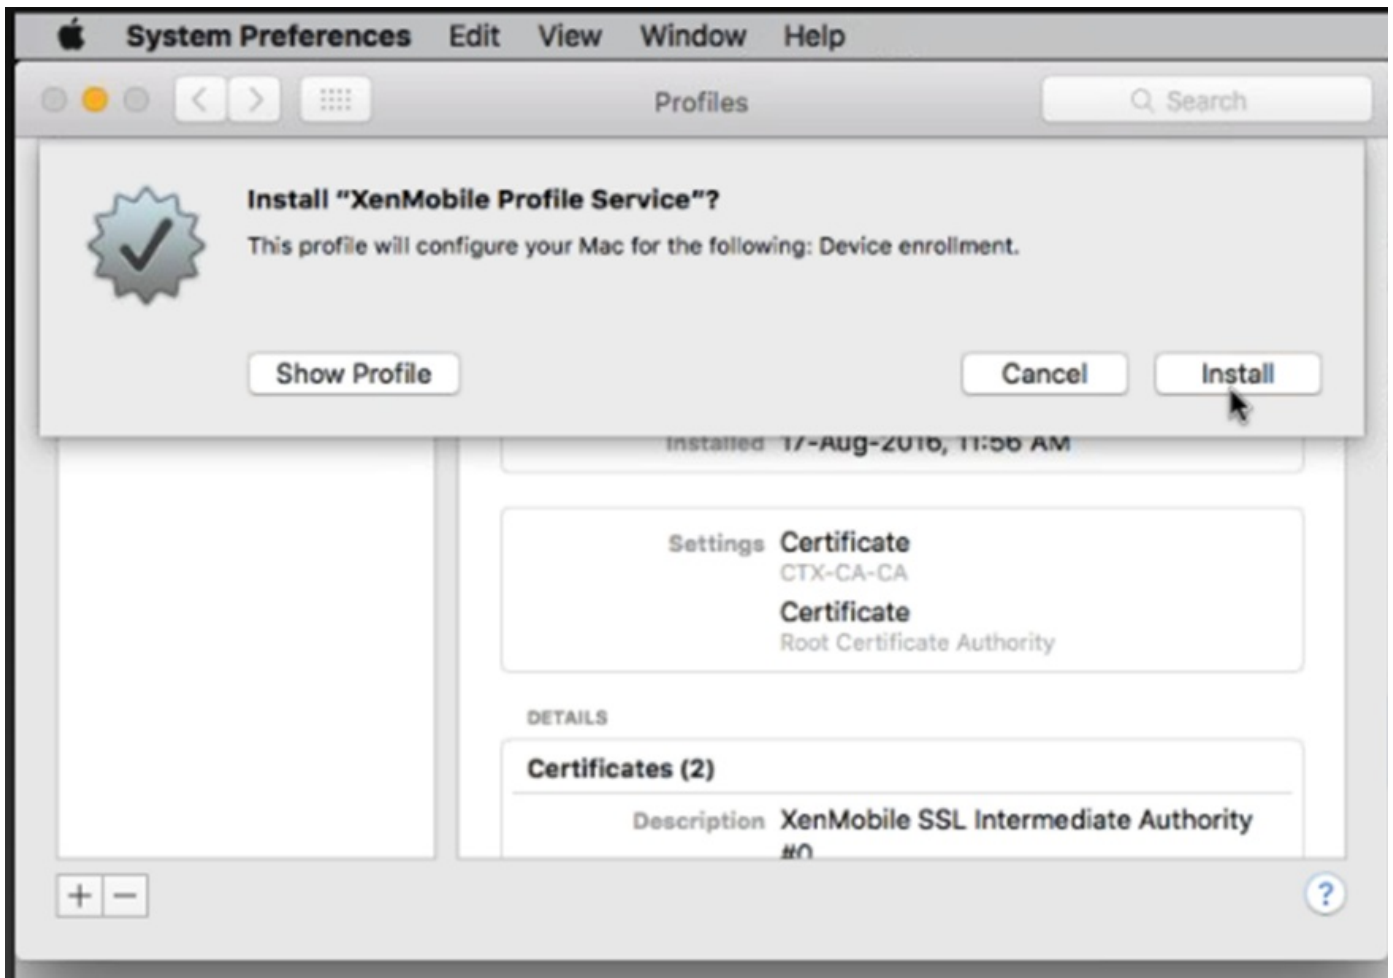 System Preferences Edit View Window Help
Profiles
Search
Install “XenMobile Profile Service”?
This profile will configure your Mac for the following: Device enrollment.
Show Profile
Cancel
Install
Installed 17-Aug-2016, 11:56 AM
Settings Certificate
CTX-CA-CA
Certificate
Root Certificate Authority
DETAILS
Certificates (2)
Description XenMobile SSL Intermediate Authority
#0
+ −
?